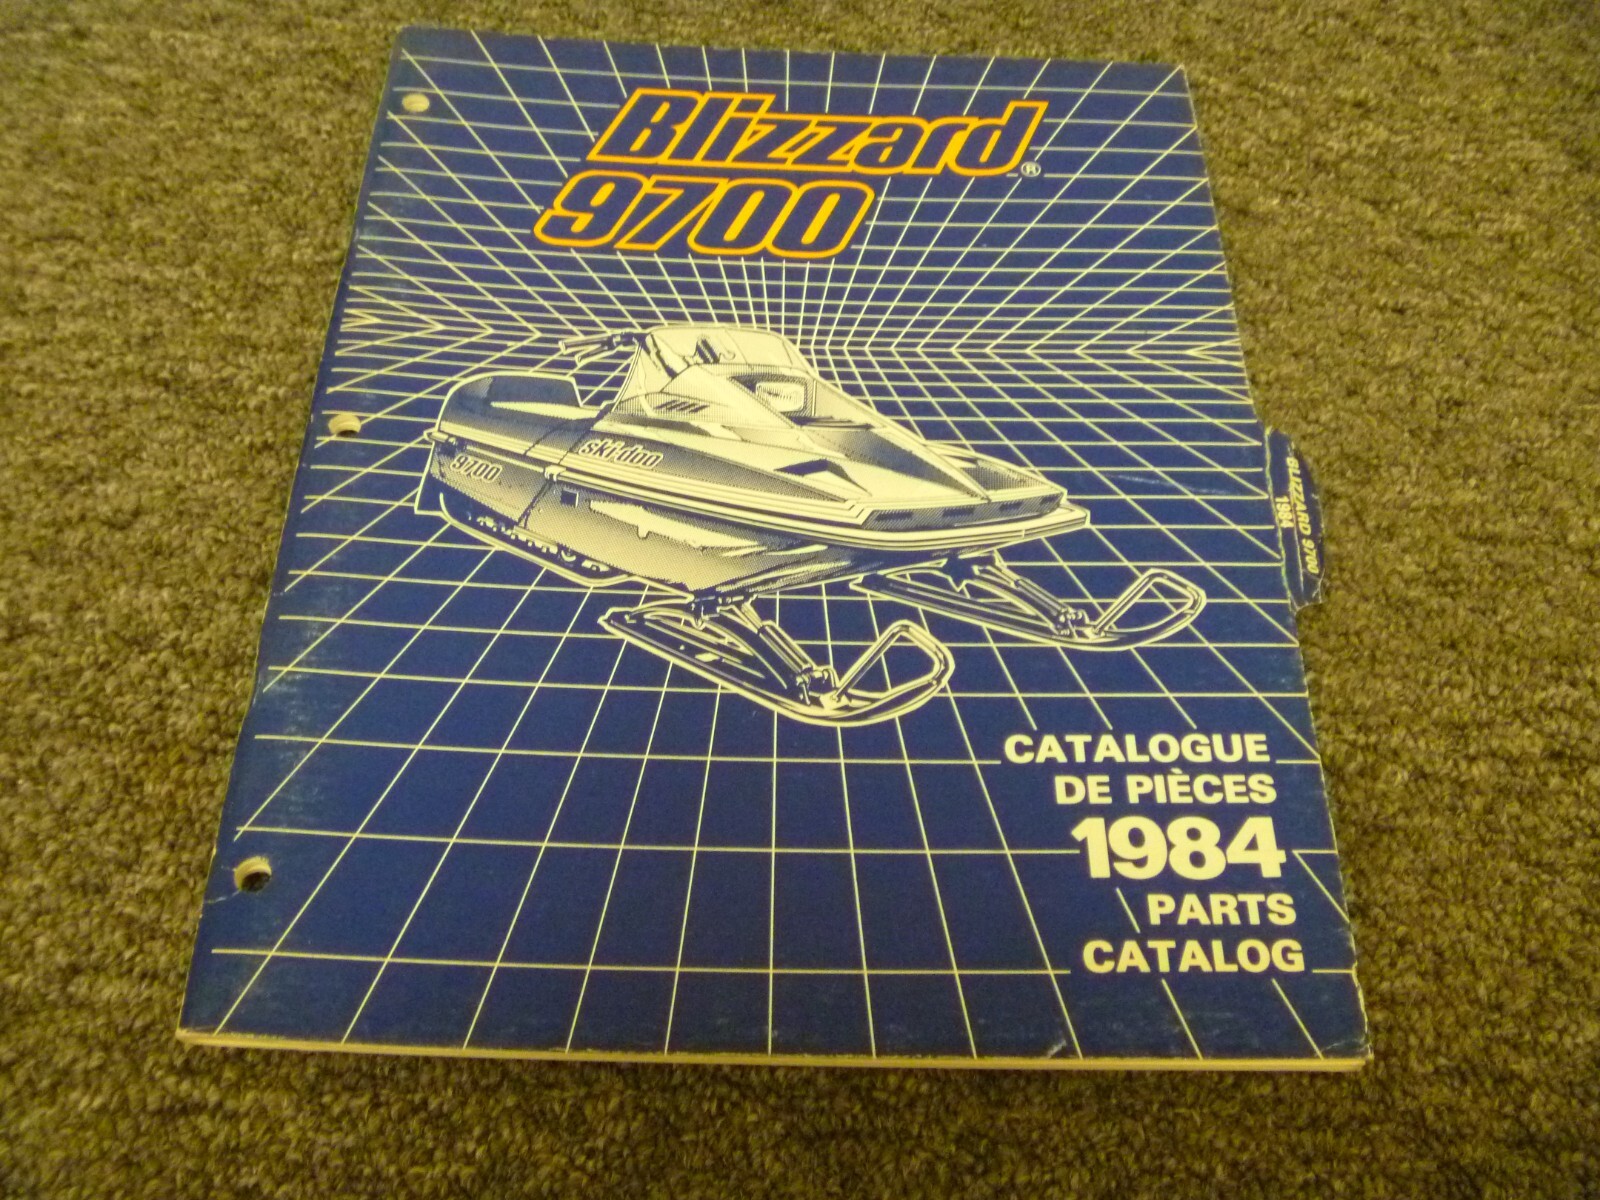 Blizzard®
9700
ski-doo
9700
BLIZZARD 9700
1984
CATALOGUE
DE PIÈCES
1984
PARTS
CATALOG